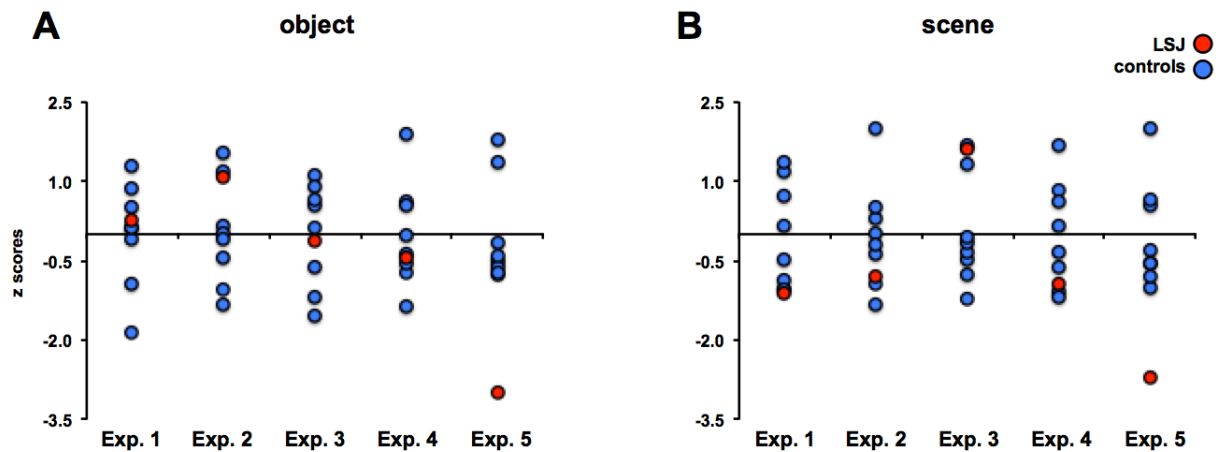 A
object
2.5
1.0
-0.5
-2.0
-3.5
z scores
Exp. 1 Exp. 2 Exp. 3 Exp. 4 Exp. 5
B
scene
LSJ
controls
2.5
1.0
-0.5
-2.0
-3.5
Exp. 1 Exp. 2 Exp. 3 Exp. 4 Exp. 5